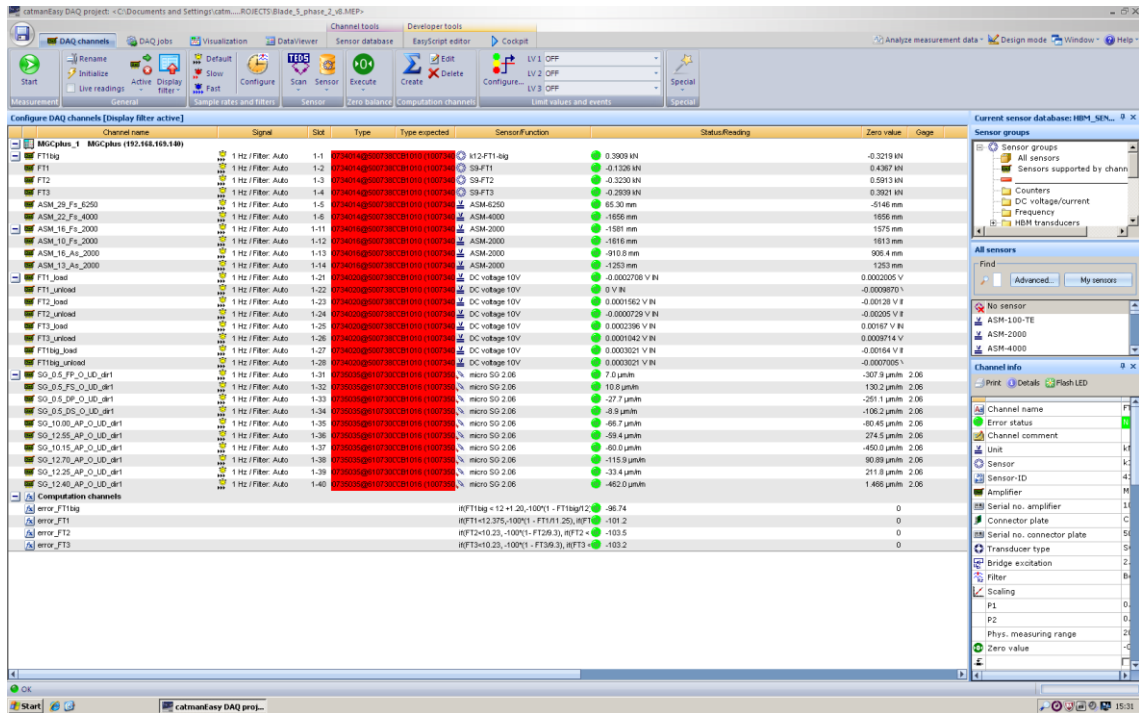 catmanEasy DAQ project: <C:\Documents and Settings\catm.....ROJECTS\Blade_5_phase_2_v8.MEP>
Channel tools Developer tools
DAQ channels DAQ jobs Visualization DataViewer Sensor database EasyScript editor Cockpit Analyze measurement data Design mode Window Help
Start Rename Initialize Live readings Active Display filter Default Slow Fast Configure TEDS Scan Sensor Execute Create Edit Delete Configure... LV 1 OFF LV 2 OFF LV 3 OFF Special
Measurement General Sample rates and filters Sensor Zero balance Computation channels Limit values and events Special
Configure DAQ channels [Display filter active]
Channel name Signal Slot Type Type expected Sensor/Function Status/Reading Zero value Gage
MGCplus_1 MGCplus (192.168.169.140)
FT1big 1 Hz / Filter: Auto 1-1 k12-FT1-big 0.3909 kN -0.3219 kN
FT1 1 Hz / Filter: Auto 1-2 S9-FT1 -0.1326 kN 0.4367 kN
FT2 1 Hz / Filter: Auto 1-3 S9-FT2 -0.3230 kN 0.5913 kN
FT3 1 Hz / Filter: Auto 1-4 S9-FT3 -0.2939 kN 0.3921 kN
ASM_29_Fs_6250 1 Hz / Filter: Auto 1-5 ASM-6250 65.30 mm -5146 mm
ASM_22_Fs_4000 1 Hz / Filter: Auto 1-6 ASM-4000 -1656 mm 1656 mm
ASM_16_Fs_2000 1 Hz / Filter: Auto 1-11 ASM-2000 -1581 mm 1575 mm
ASM_10_Fs_2000 1 Hz / Filter: Auto 1-12 ASM-2000 -1616 mm 1613 mm
ASM_16_As_2000 1 Hz / Filter: Auto 1-13 ASM-2000 -910.8 mm 906.4 mm
ASM_13_As_2000 1 Hz / Filter: Auto 1-14 ASM-2000 -1253 mm 1253 mm
FT1_load 1 Hz / Filter: Auto 1-21 DC voltage 10V -0.0002708 V IN 0.0002005 V
FT1_unload 1 Hz / Filter: Auto 1-22 DC voltage 10V 0 V IN -0.0009870
FT2_load 1 Hz / Filter: Auto 1-23 DC voltage 10V 0.0001562 V IN -0.00128 V
FT2_unload 1 Hz / Filter: Auto 1-24 DC voltage 10V -0.0000729 V IN -0.00205 V
FT3_load 1 Hz / Filter: Auto 1-25 DC voltage 10V 0.0002396 V IN 0.00167 V IN
FT3_unload 1 Hz / Filter: Auto 1-26 DC voltage 10V 0.0001042 V IN 0.0009714 V
FT1big_load 1 Hz / Filter: Auto 1-27 DC voltage 10V 0.0003021 V IN -0.00164 V
FT1big_unload 1 Hz / Filter: Auto 1-28 DC voltage 10V 0.0003021 V IN -0.0007005
SG_0.5_FP_O_UD_dir1 1 Hz / Filter: Auto 1-31 micro SG 2.06 7.0 µm/m -307.9 µm/m 2.06
SG_0.5_FS_O_UD_dir1 1 Hz / Filter: Auto 1-32 micro SG 2.06 10.8 µm/m 130.2 µm/m 2.06
SG_0.5_DP_O_UD_dir1 1 Hz / Filter: Auto 1-33 micro SG 2.06 -27.7 µm/m -251.1 µm/m 2.06
SG_0.5_DS_O_UD_dir1 1 Hz / Filter: Auto 1-34 micro SG 2.06 -8.9 µm/m -106.2 µm/m 2.06
SG_10.00_AP_O_UD_dir1 1 Hz / Filter: Auto 1-35 micro SG 2.06 -66.7 µm/m -80.45 µm/m 2.06
SG_12.55_AP_O_UD_dir1 1 Hz / Filter: Auto 1-36 micro SG 2.06 -59.4 µm/m 274.5 µm/m 2.06
SG_10.15_AP_O_UD_dir1 1 Hz / Filter: Auto 1-37 micro SG 2.06 -60.0 µm/m -450.8 µm/m 2.06
SG_12.70_AP_O_UD_dir1 1 Hz / Filter: Auto 1-38 micro SG 2.06 -115.9 µm/m 90.89 µm/m 2.06
SG_12.25_AP_O_UD_dir1 1 Hz / Filter: Auto 1-39 micro SG 2.06 -33.4 µm/m 211.8 µm/m 2.06
SG_12.40_AP_O_UD_dir1 1 Hz / Filter: Auto 1-40 micro SG 2.06 -462.0 µm/m 1.466 µm/m 2.06
Computation channels
error_FT1big if(FT1big < 12 +1.20,-100*(1 - FT1big/12) -96.74 0
error_FT1 if(FT1<12.375,-100*(1 - FT1/11.25), if(FT1 -101.2 0
error_FT2 if(FT2<10.23, -100*(1- FT2/9.3), if(FT2 < -103.5 0
error_FT3 if(FT3<10.23, -100*(1 - FT3/9.3), if(FT3 -103.2 0
Current sensor database: HBM_SEN...
Sensor groups
Sensor groups
All sensors
Sensors supported by chann
Counters
DC voltage/current
Frequency
HBM transducers
All sensors
Find
Advanced... My sensors
No sensor
ASM-100-TE
ASM-2000
ASM-4000
Channel info
Print Details Flash LED
Channel name
Error status
Channel comment
Unit
Sensor
Sensor-ID
Amplifier
Serial no. amplifier
Connector plate
Serial no. connector plate
Transducer type
Bridge excitation
Filter
Scaling
P1
P2
Phys. measuring range
Zero value
OK
Start catmanEasy DAQ proj... 15:31